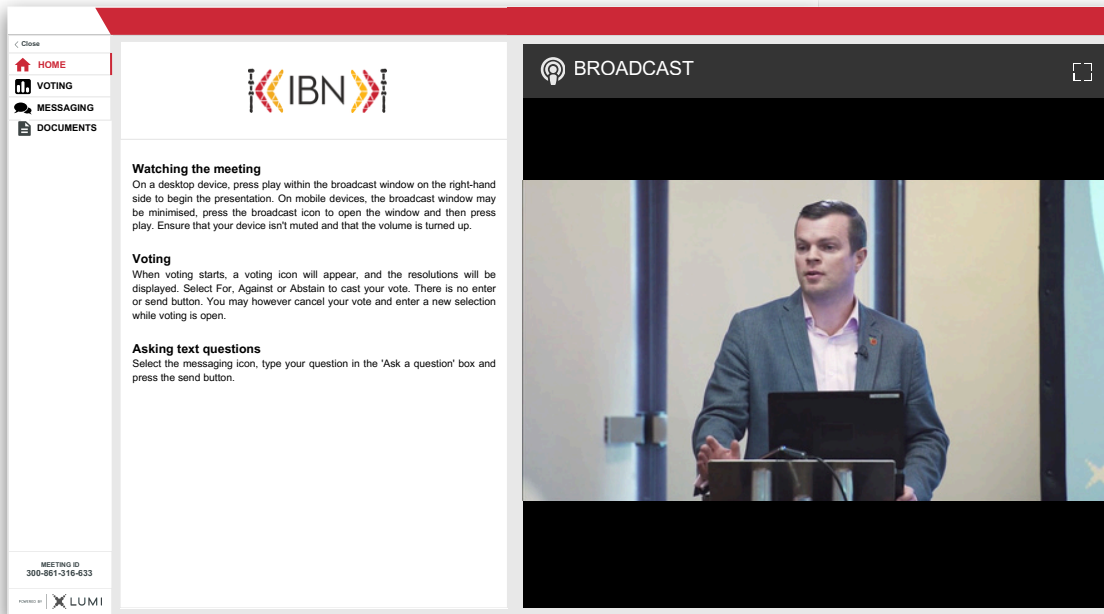 Close
HOME
VOTING
MESSAGING
DOCUMENTS
IBN
Watching the meeting
On a desktop device, press play within the broadcast window on the right-hand
side to begin the presentation. On mobile devices, the broadcast window may
be minimised, press the broadcast icon to open the window and then press
play. Ensure that your device isn't muted and that the volume is turned up.
Voting
When voting starts, a voting icon will appear, and the resolutions will be
displayed. Select For, Against or Abstain to cast your vote. There is no enter
or send button. You may however cancel your vote and enter a new selection
while voting is open.
Asking text questions
Select the messaging icon, type your question in the 'Ask a question' box and
press the send button.
BROADCAST
MEETING ID
300-861-316-633
POWERED BY
LUMI